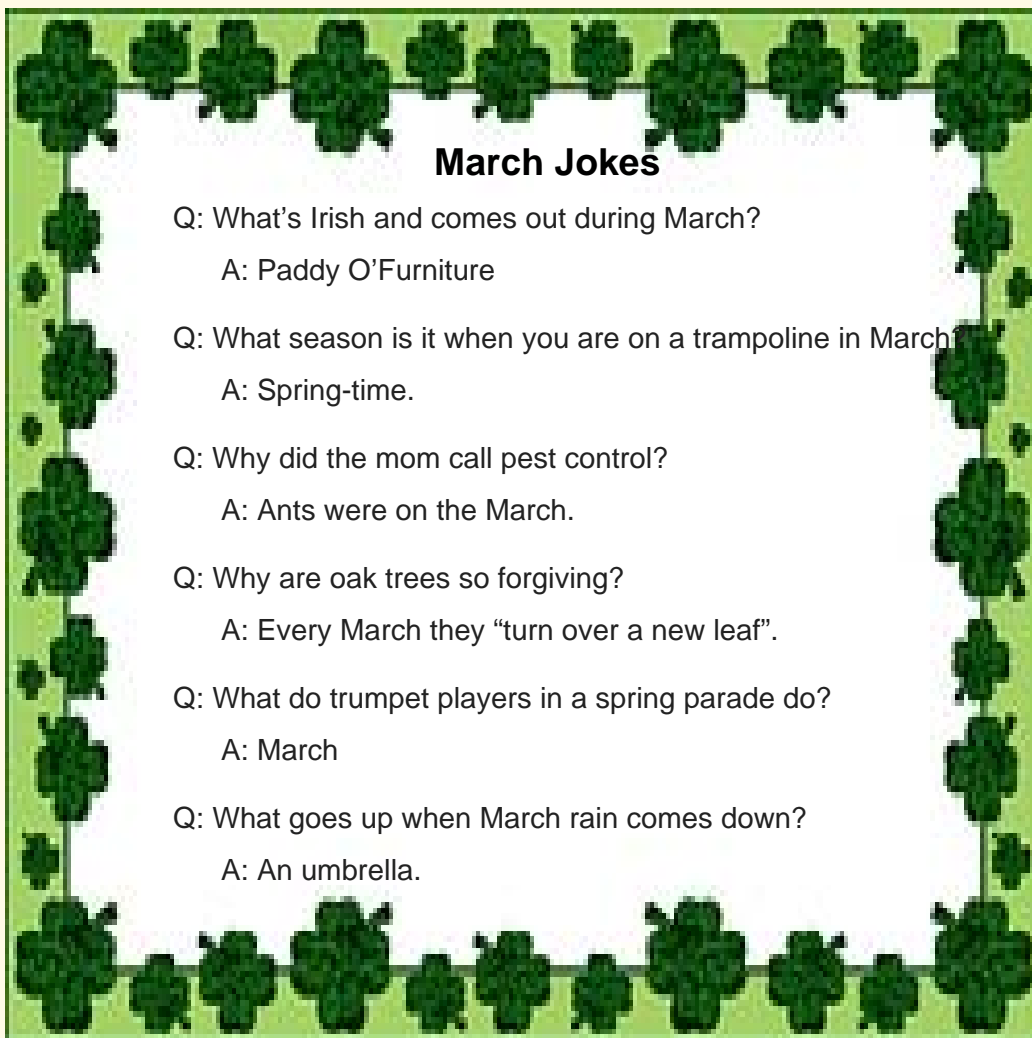 March Jokes
Q: What’s Irish and comes out during March?
A: Paddy O’Furniture
Q: What season is it when you are on a trampoline in March?
A: Spring-time.
Q: Why did the mom call pest control?
A: Ants were on the March.
Q: Why are oak trees so forgiving?
A: Every March they “turn over a new leaf”.
Q: What do trumpet players in a spring parade do?
A: March
Q: What goes up when March rain comes down?
A: An umbrella.